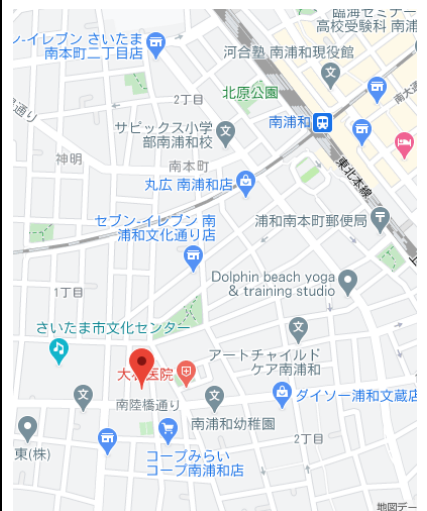 臨海セミナー
高校受験科 南浦
ン-イレブン さいたま
南本町二丁目店
河合塾 南浦和現役館
北原公園
2丁目
通り
南浦和
南大通
サピックス小学
部南浦和校
神明
南本町
東北本線
丸広 南浦和店
セブン-イレブン 南
浦和文化通り店
浦和南本町郵便局
Dolphin beach yoga
& training studio
1丁目
さいたま市文化センター
アートチャイルド
ケア南浦和
医院
ダイソー浦和文蔵店
南陸橋通り
南浦和幼稚園
2丁目
東(株)
コープみらい
コープ南浦和店
地図デー